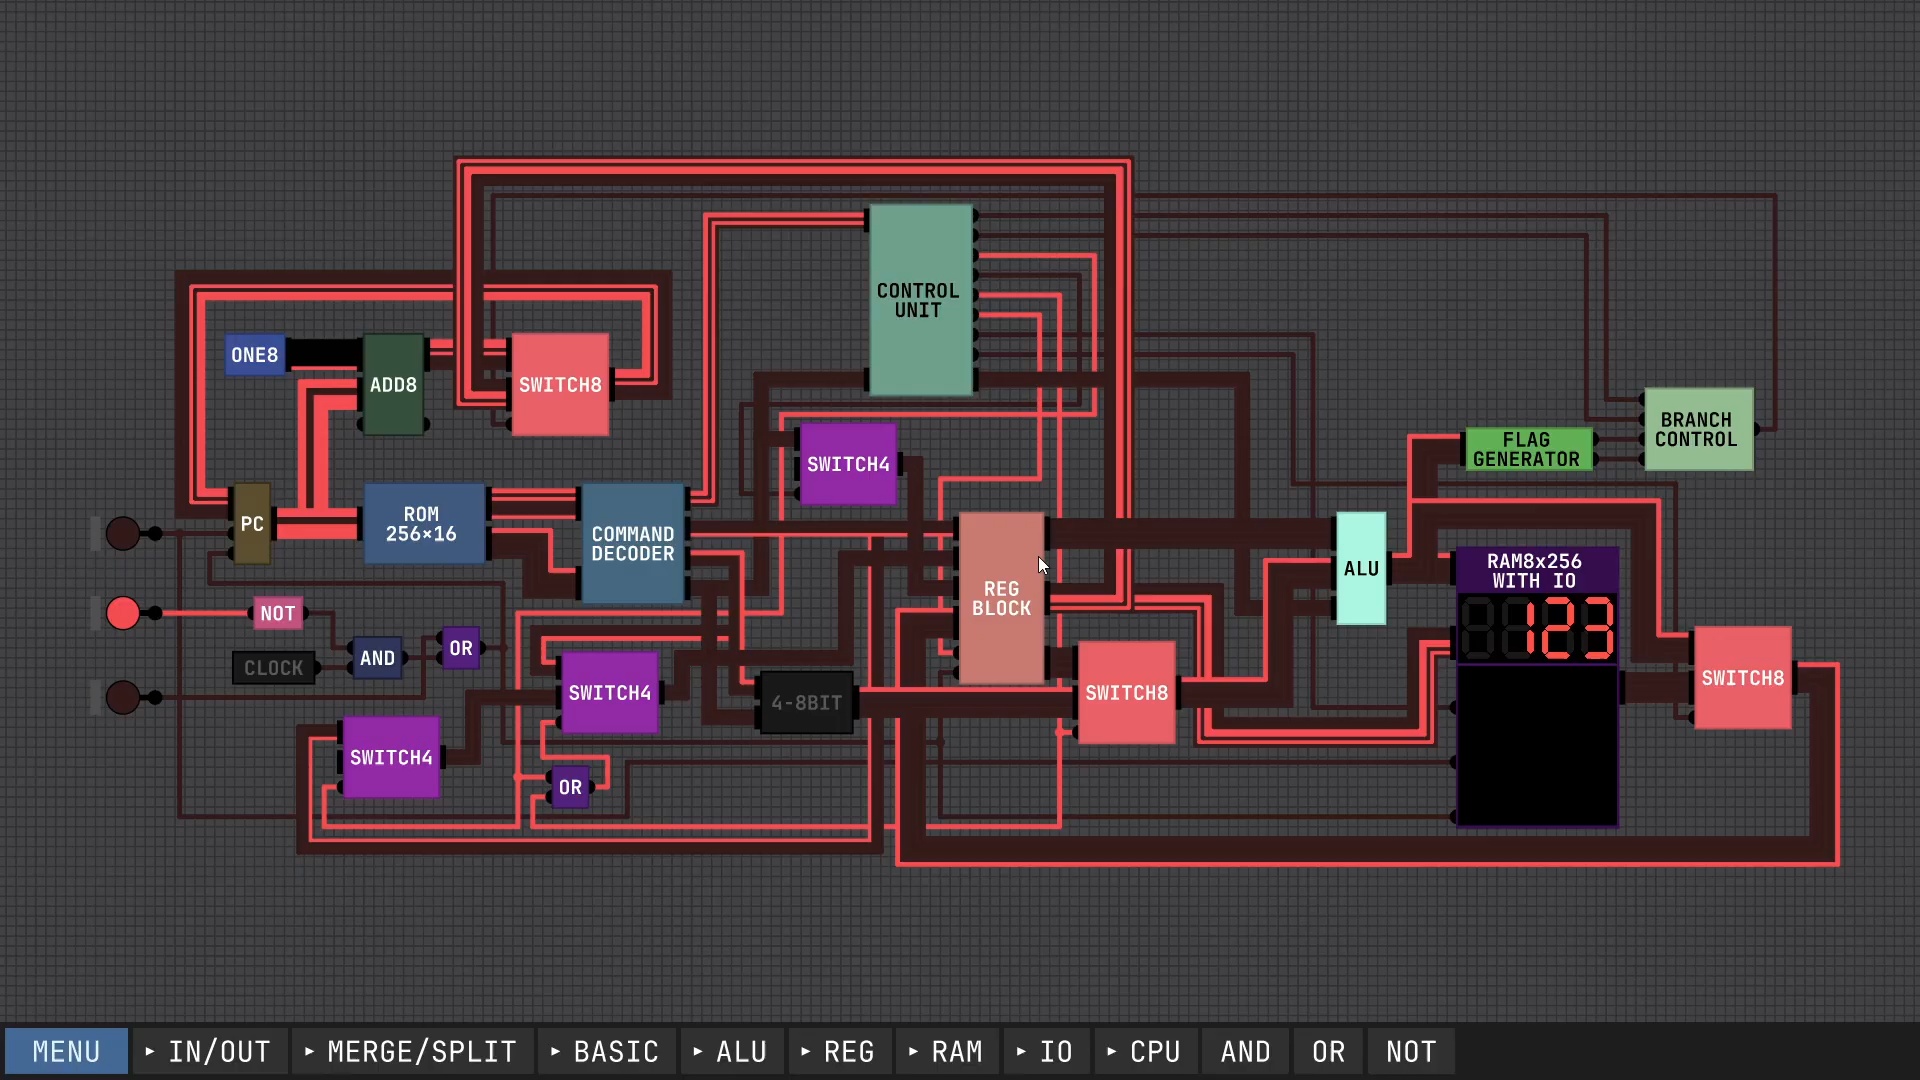 CONTROL
UNIT
ONE8
ADD8
SWITCH8
BRANCH
CONTROL
FLAG
GENERATOR
SWITCH4
PC
ROM
256×16
COMMAND
DECODER
REG
BLOCK
ALU
RAM8x256
WITH IO
123
NOT
CLOCK
AND
OR
SWITCH4
4-8BIT
SWITCH8
SWITCH8
SWITCH4
OR
MENU
▸ IN/OUT
▸ MERGE/SPLIT
▸ BASIC
▸ ALU
▸ REG
▸ RAM
▸ IO
▸ CPU
AND
OR
NOT